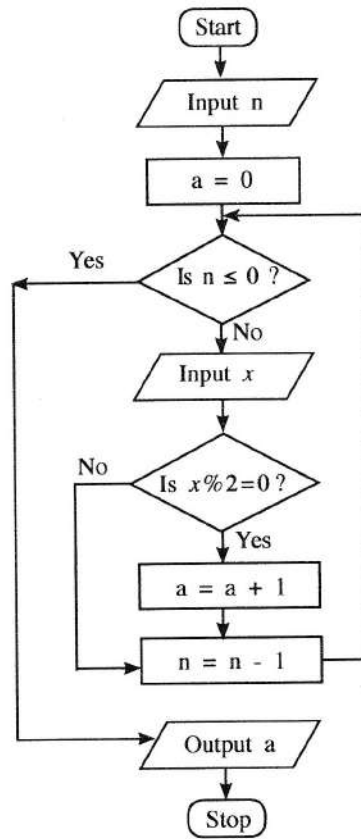 Start
Input n
a = 0
Yes
Is n ≤ 0 ?
No
Input x
No
Is x%2=0 ?
Yes
a = a + 1
n = n - 1
Output a
Stop